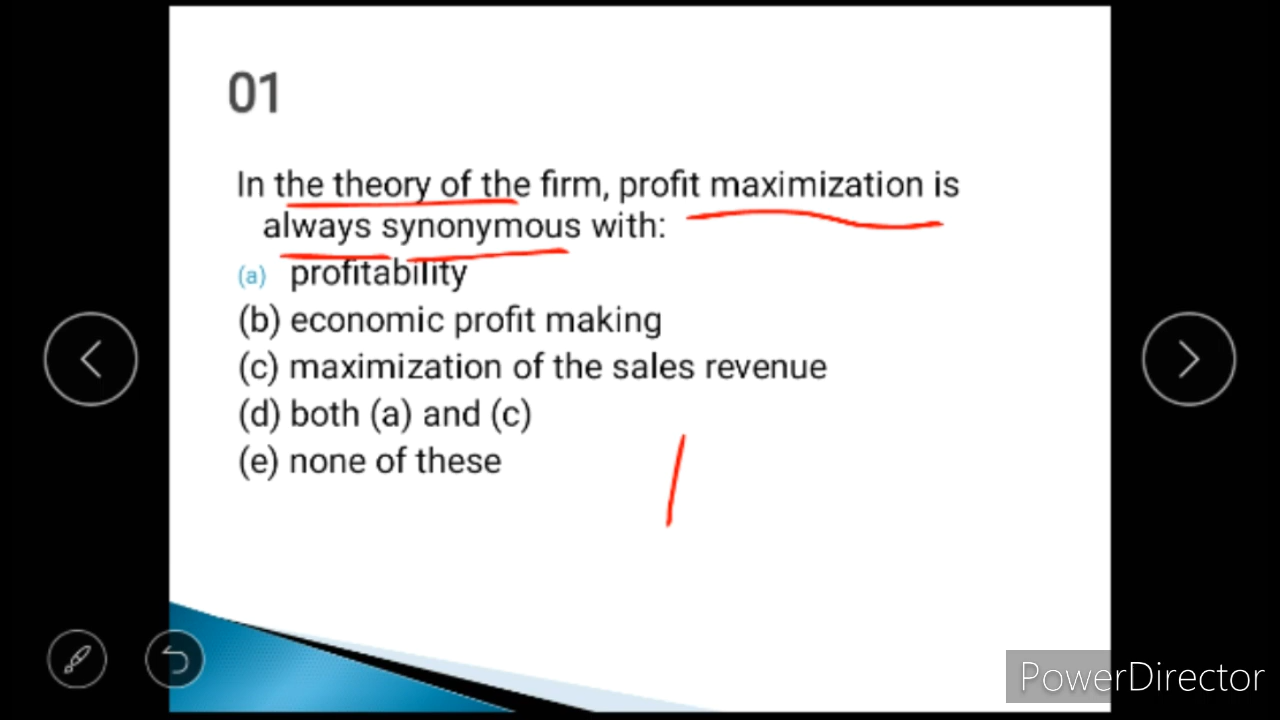 01
In the theory of the firm, profit maximization is
always synonymous with:
(a) profitability
(b) economic profit making
(c) maximization of the sales revenue
(d) both (a) and (c)
(e) none of these
PowerDirector